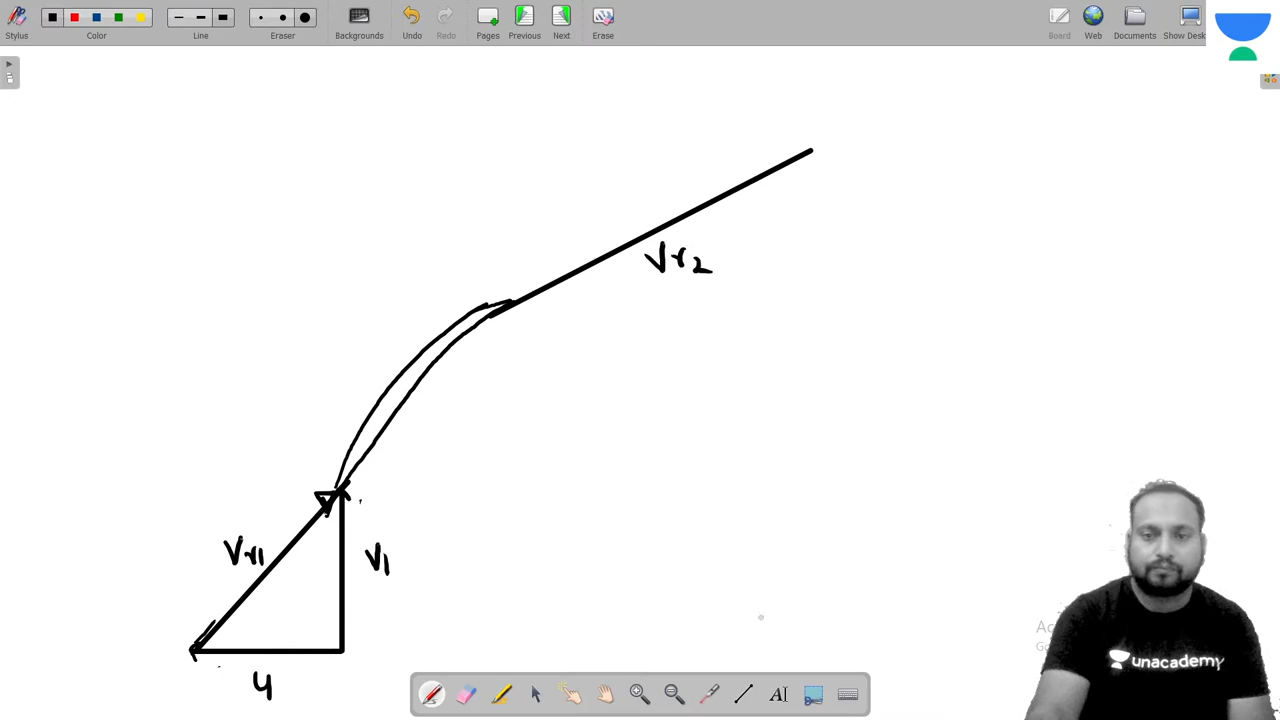 Stylus
Color
Line
Eraser
Backgrounds
Undo
Redo
Pages
Previous
Next
Erase
Board
Web
Documents
Show Desk
Vr2
Vr1
V1
u
unacademy